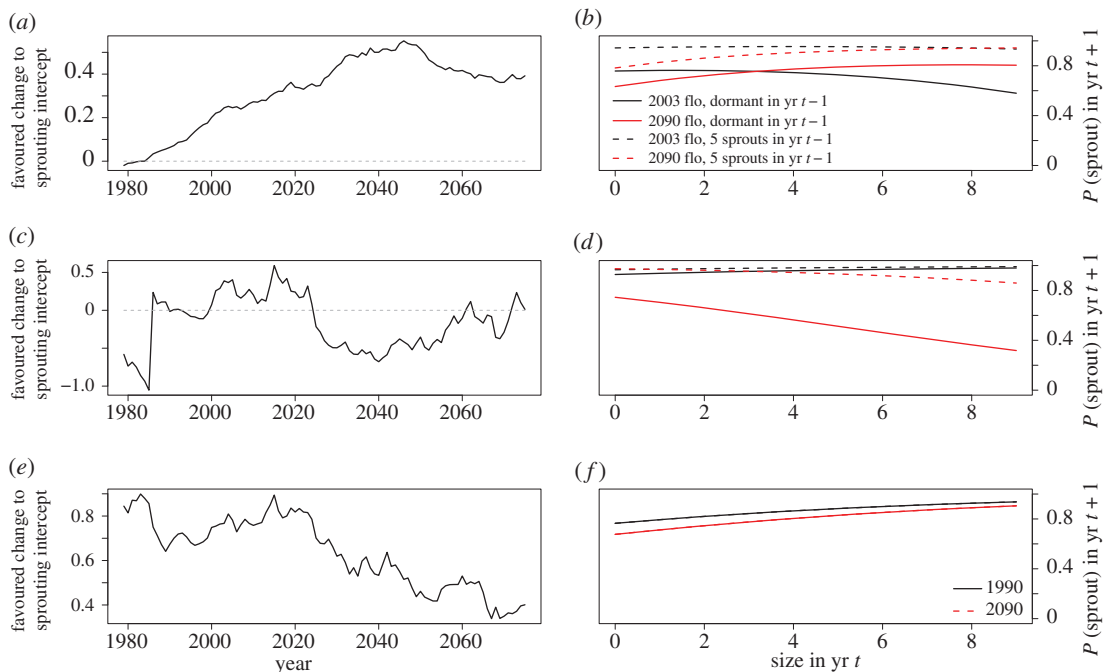 (a)
favoured change to
sprouting intercept
0.4
0.2
0
1980 2000 2020 2040 2060
(b)
2003 flo, dormant in yr t – 1
2090 flo, dormant in yr t – 1
2003 flo, 5 sprouts in yr t – 1
2090 flo, 5 sprouts in yr t – 1
0.8
0.4
0
P (sprout) in yr t + 1
0 2 4 6 8
(c)
favoured change to
sprouting intercept
0.5
0
–1.0
1980 2000 2020 2040 2060
(d)
0.8
0.4
0
P (sprout) in yr t + 1
0 2 4 6 8
(e)
favoured change to
sprouting intercept
0.8
0.6
0.4
1980 2000 2020 2040 2060
year
(f)
1990
2090
0.8
0.4
0
P (sprout) in yr t + 1
0 2 4 6 8
size in yr t